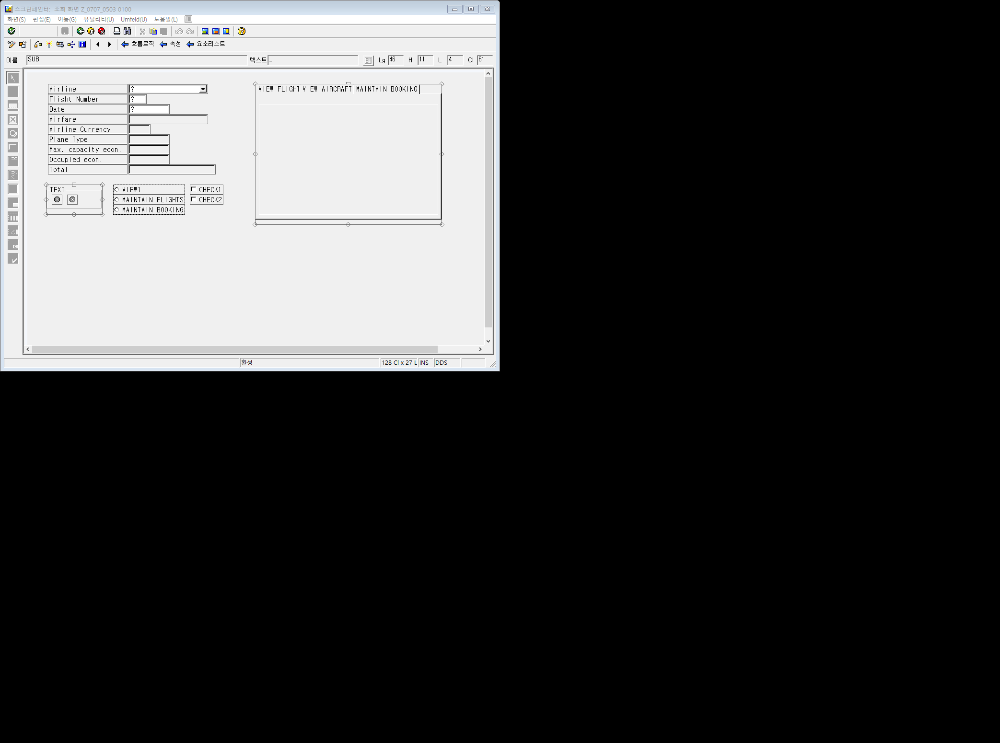 스크린페인터: 조회 화면 Z_0707_0503 0100
화면(S) 편집(E) 이동(G) 유틸리티(U) Umfeld(U) 도움말(L)
흐름로직 속성 요소리스트
이름 SUB 텍스트 _ Lg 46 H 11 L 4 Cl 61
Airline ?
Flight Number ?
Date ?
Airfare
Airline Currency
Plane Type
Max. capacity econ.
Occupied econ.
Total
VIEW FLIGHT VIEW AIRCRAFT MAINTAIN BOOKING
TEXT
VIEW1
MAINTAIN FLIGHTS
MAINTAIN BOOKING
CHECK1
CHECK2
활성 128 Cl x 27 L INS DDS